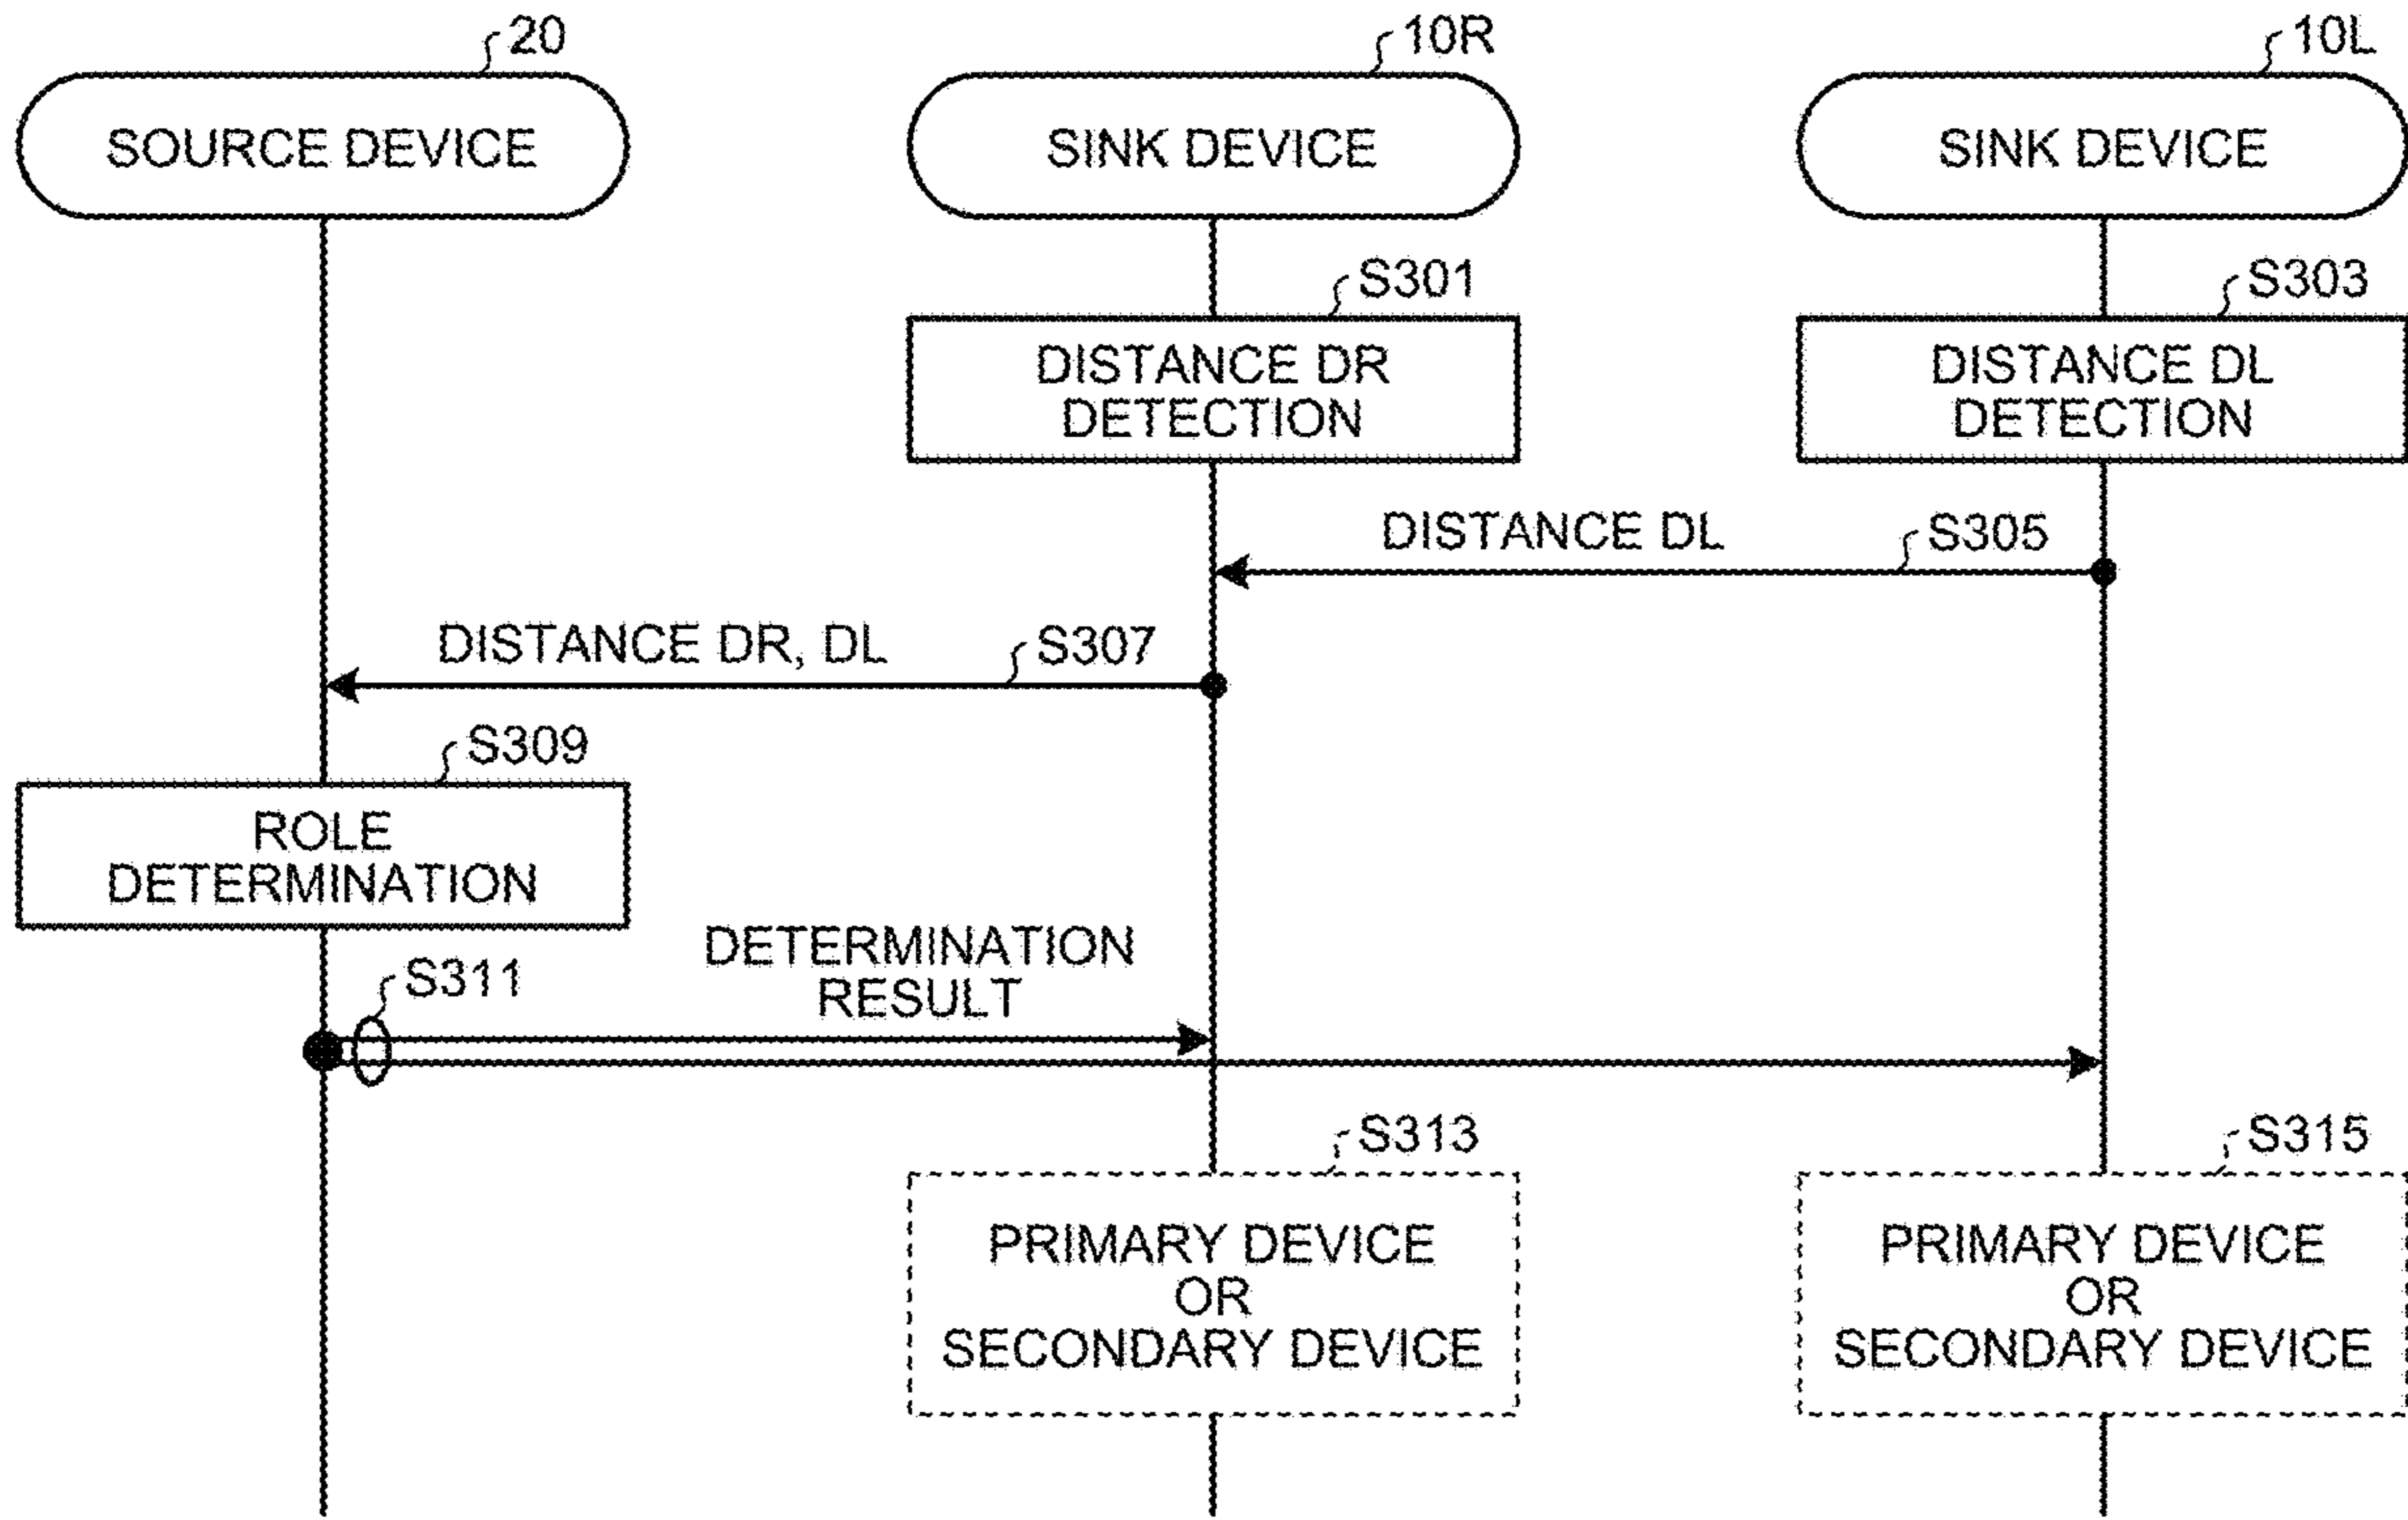 20
10R
10L
SOURCE DEVICE
SINK DEVICE
SINK DEVICE
S301
S303
DISTANCE DR
DETECTION
DISTANCE DL
DETECTION
DISTANCE DL
S305
DISTANCE DR, DL
S307
S309
ROLE
DETERMINATION
S311
DETERMINATION
RESULT
S313
S315
PRIMARY DEVICE
OR
SECONDARY DEVICE
PRIMARY DEVICE
OR
SECONDARY DEVICE